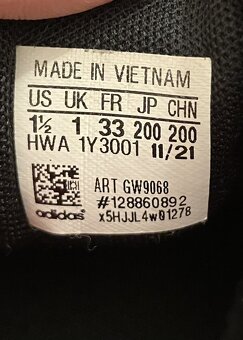 MADE IN VIETNAM
US UK FR JP CHN
1½ 1 33 200 200
HWA 1Y3001 11/21
ART GW9068
#128860892
adidas x5HJJL4w0127B